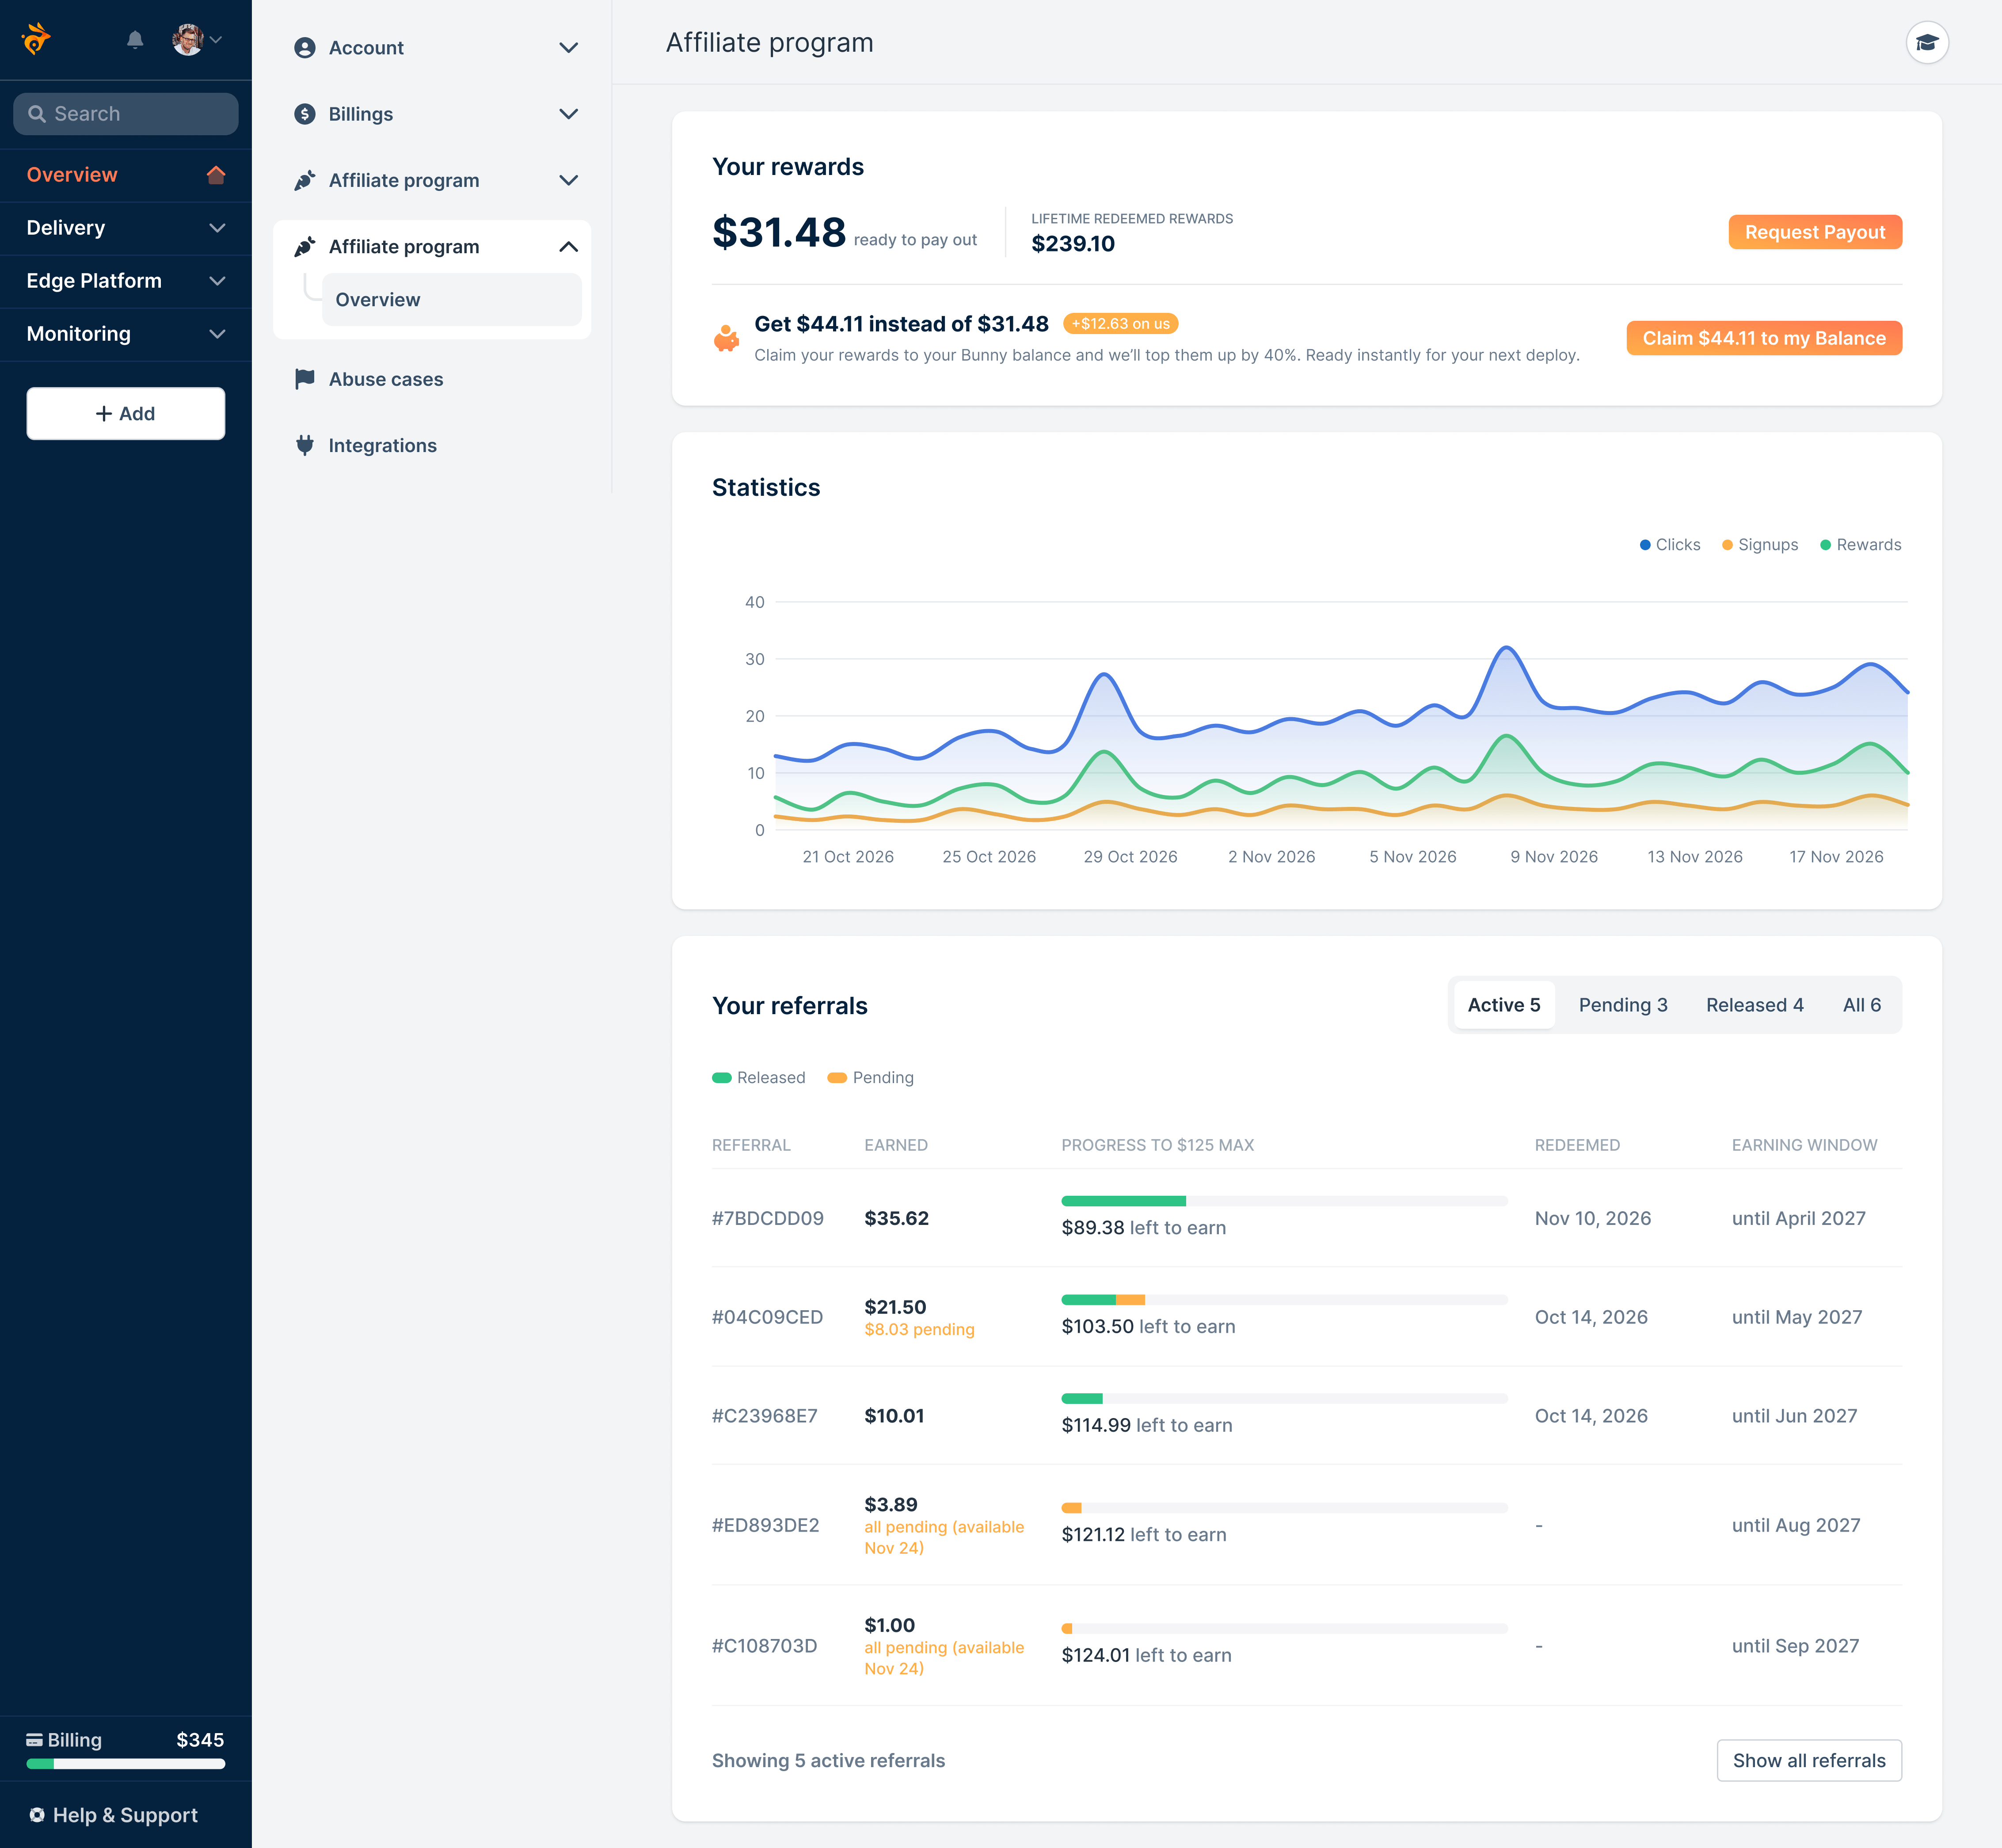 Search
Overview
Delivery
Edge Platform
Monitoring
Add
Billing $345
Help & Support
Account
Billings
Affiliate program
Affiliate program
Overview
Abuse cases
Integrations
Affiliate program
Your rewards
$31.48 ready to pay out
LIFETIME REDEEMED REWARDS
$239.10
Request Payout
Get $44.11 instead of $31.48 +$12.63 on us
Claim your rewards to your Bunny balance and we’ll top them up by 40%. Ready instantly for your next deploy.
Claim $44.11 to my Balance
Statistics
Clicks Signups Rewards
40
30
20
10
0
21 Oct 2026 25 Oct 2026 29 Oct 2026 2 Nov 2026 5 Nov 2026 9 Nov 2026 13 Nov 2026 17 Nov 2026
Your referrals
Active 5 Pending 3 Released 4 All 6
Released Pending
REFERRAL EARNED PROGRESS TO $125 MAX REDEEMED EARNING WINDOW
#7BDCDD09 $35.62 $89.38 left to earn Nov 10, 2026 until April 2027
#04C09CED $21.50 $103.50 left to earn Oct 14, 2026 until May 2027
$8.03 pending
#C23968E7 $10.01 $114.99 left to earn Oct 14, 2026 until Jun 2027
#ED893DE2 $3.89 $121.12 left to earn - until Aug 2027
all pending (available
Nov 24)
#C108703D $1.00 $124.01 left to earn - until Sep 2027
all pending (available
Nov 24)
Showing 5 active referrals
Show all referrals